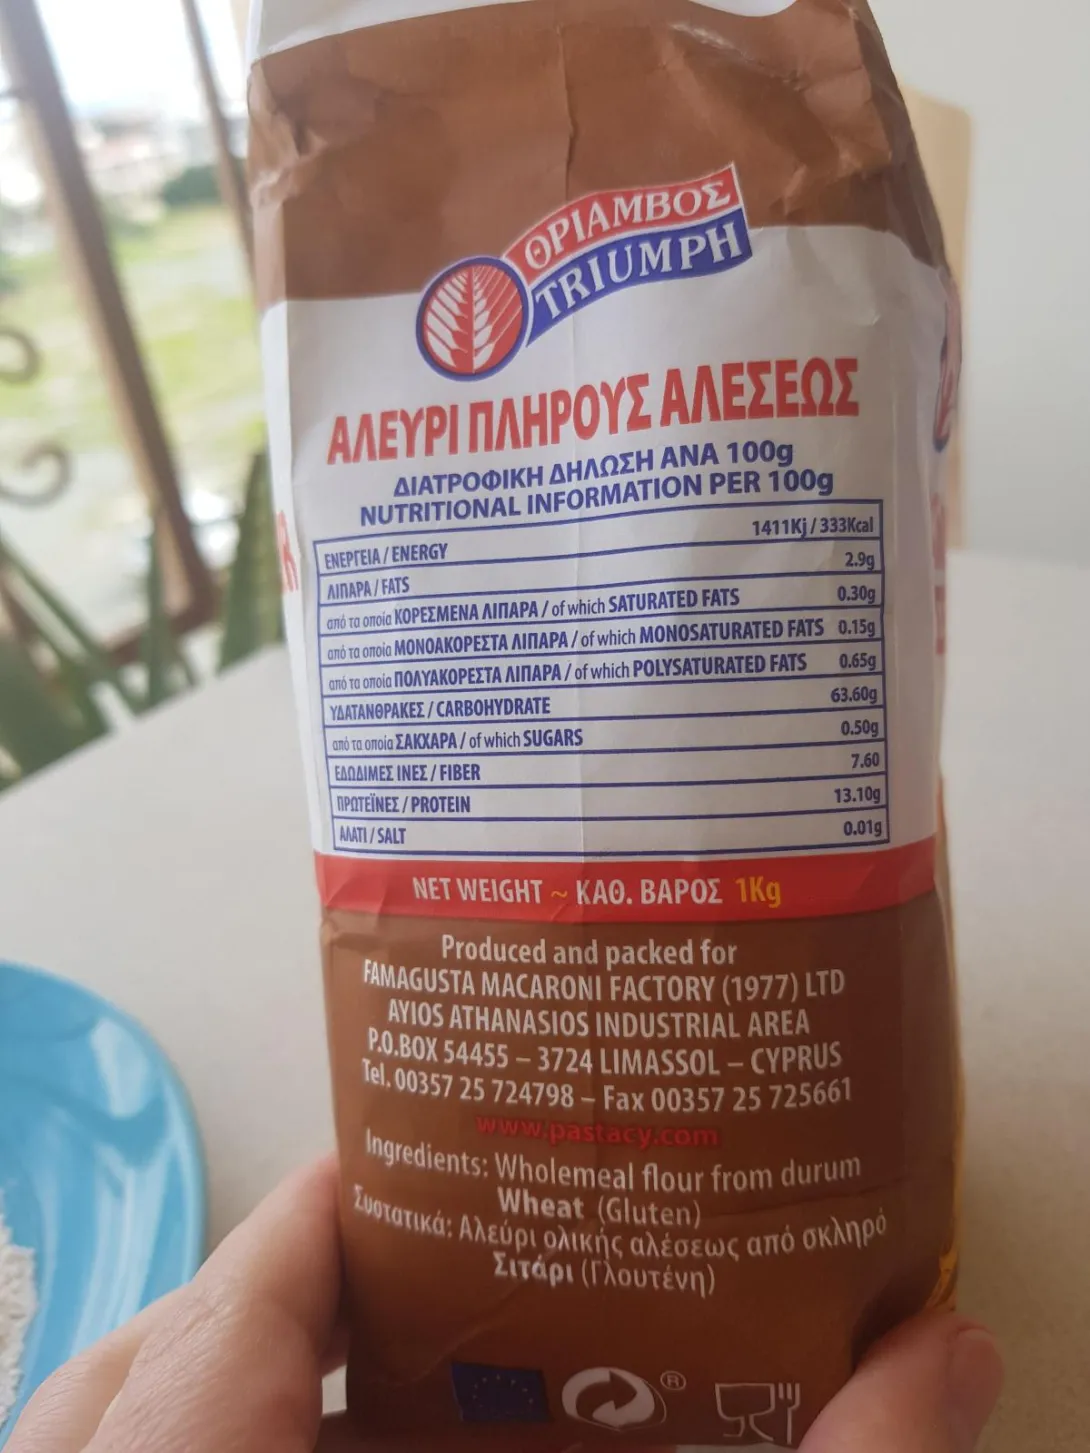 ΘΡΙΑΜΒΟΣ
TRIUMPH
ΑΛΕΥΡΙ ΠΛΗΡΟΥΣ ΑΛΕΣΕΩΣ
ΔΙΑΤΡΟΦΙΚΗ ΔΗΛΩΣΗ ΑΝΑ 100g
NUTRITIONAL INFORMATION PER 100g
ΕΝΕΡΓΕΙΑ / ENERGY 1411Kj / 333Kcal
ΛΙΠΑΡΑ / FATS 2.9g
από τα οποία ΚΟΡΕΣΜΕΝΑ ΛΙΠΑΡΑ / of which SATURATED FATS 0.30g
από τα οποία ΜΟΝΟΑΚΟΡΕΣΤΑ ΛΙΠΑΡΑ / of which MONOSATURATED FATS 0.15g
από τα οποία ΠΟΛΥΑΚΟΡΕΣΤΑ ΛΙΠΑΡΑ / of which POLYSATURATED FATS 0.65g
ΥΔΑΤΑΝΘΡΑΚΕΣ / CARBOHYDRATE 63.60g
από τα οποία ΣΑΚΧΑΡΑ / of which SUGARS 0.50g
ΕΔΩΔΙΜΕΣ ΙΝΕΣ / FIBER 7.60
ΠΡΩΤΕΪΝΕΣ / PROTEIN 13.10g
ΑΛΑΤΙ / SALT 0.01g
NET WEIGHT ~ ΚΑΘ. ΒΑΡΟΣ 1Kg
Produced and packed for
FAMAGUSTA MACARONI FACTORY (1977) LTD
AYIOS ATHANASIOS INDUSTRIAL AREA
P.O.BOX 54455 – 3724 LIMASSOL – CYPRUS
Tel. 00357 25 724798 – Fax 00357 25 725661
www.pastacy.com
Ingredients: Wholemeal flour from durum
Wheat (Gluten)
Συστατικά: Αλεύρι ολικής αλέσεως από σκληρό
Σιτάρι (Γλουτένη)
®